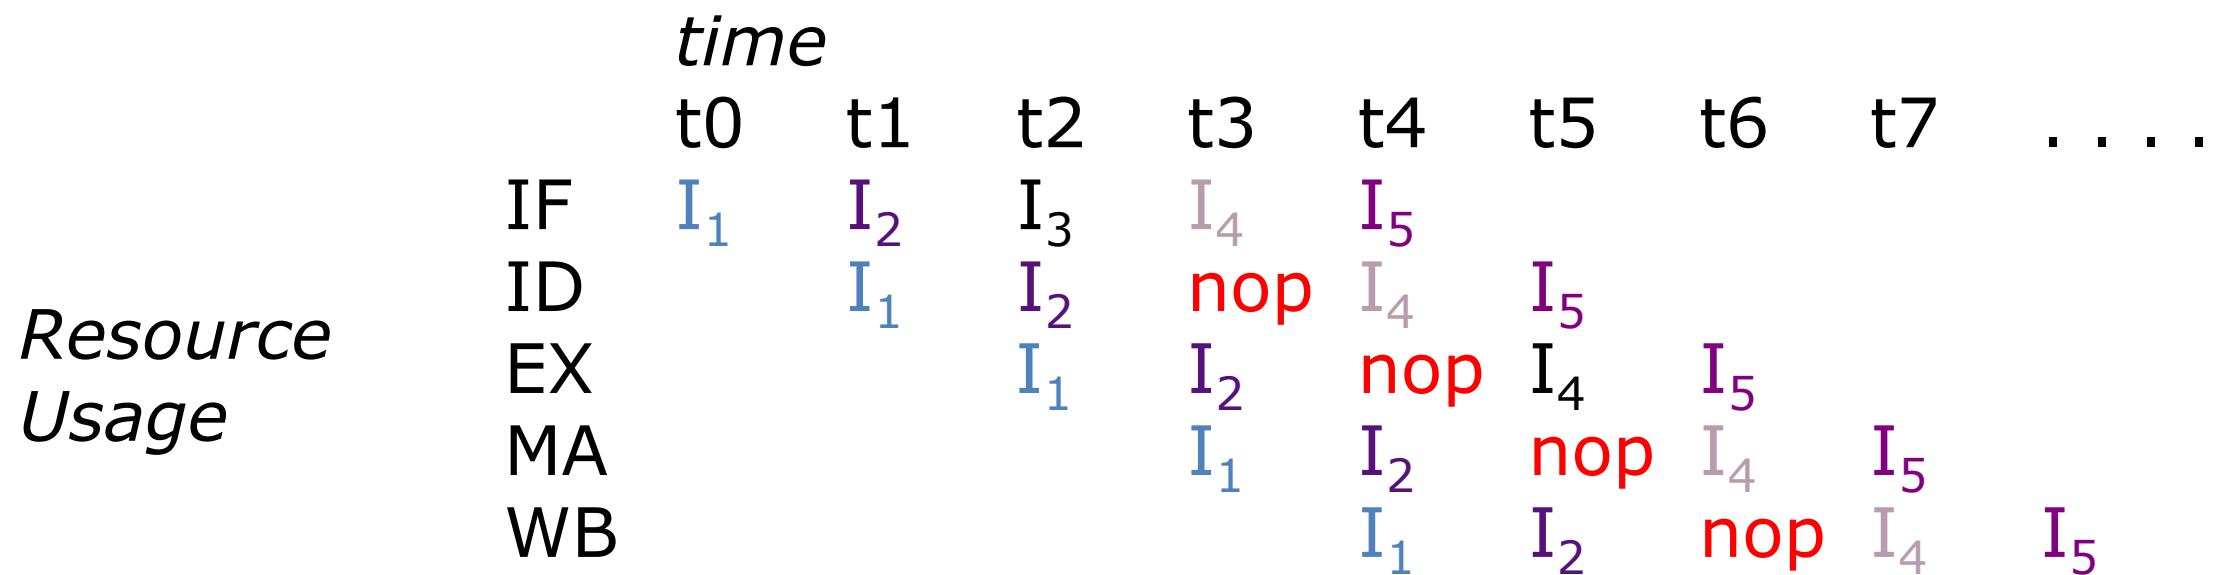 time
t0 t1 t2 t3 t4 t5 t6 t7 . . . .
IF I₁ I₂ I₃ I₄ I₅
ID I₁ I₂ nop I₄ I₅
Resource
EX I₁ I₂ nop I₄ I₅
Usage
MA I₁ I₂ nop I₄ I₅
WB I₁ I₂ nop I₄ I₅